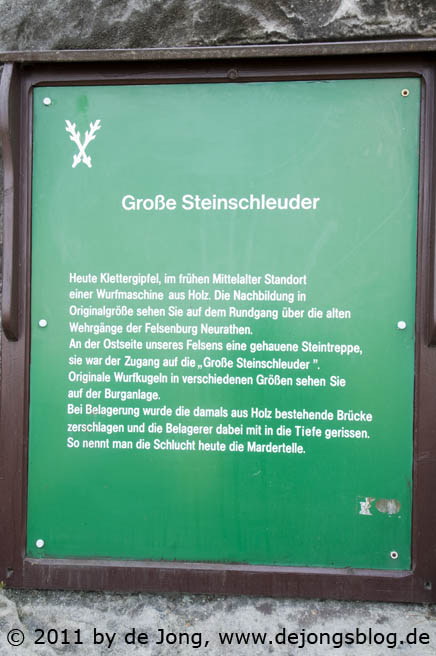 Große Steinschleuder
Heute Klettergipfel, im frühen Mittelalter Standort
einer Wurfmaschine aus Holz. Die Nachbildung in
Originalgröße sehen Sie auf dem Rundgang über die alten
Wehrgänge der Felsenburg Neurathen.
An der Ostseite unseres Felsens eine gehauene Steintreppe,
sie war der Zugang auf die „Große Steinschleuder”.
Originale Wurfkugeln in verschiedenen Größen sehen Sie
auf der Burganlage.
Bei Belagerung wurde die damals aus Holz bestehende Brücke
zerschlagen und die Belagerer dabei mit in die Tiefe gerissen.
So nennt man die Schlucht heute die Mardertelle.
© 2011 by de Jong, www.dejongsblog.de